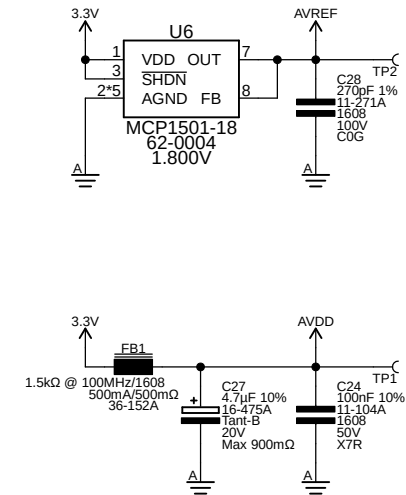 3.3V
AVREF
U6
1 VDD OUT 7
TP2
3 SHDN
C28
2*5 AGND FB 8
270pF 1%
11-271A
1608
100V
C0G
MCP1501-18
62-0004
1.800V
A
A
3.3V
AVDD
FB1
TP1
1.5kΩ @ 100MHz/1608
500mA/500mΩ
36-152A
C27
4.7µF 10%
+
16-475A
Tant-B
20V
Max 900mΩ
C24
100nF 10%
11-104A
1608
50V
X7R
A
A